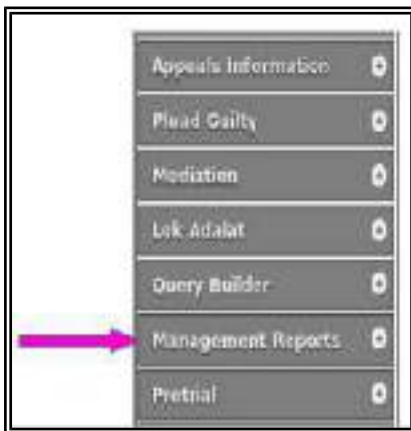 Appeals Information
Plead Guilty
Mediation
Lok Adalat
Query Builder
Management Reports
Pretrial